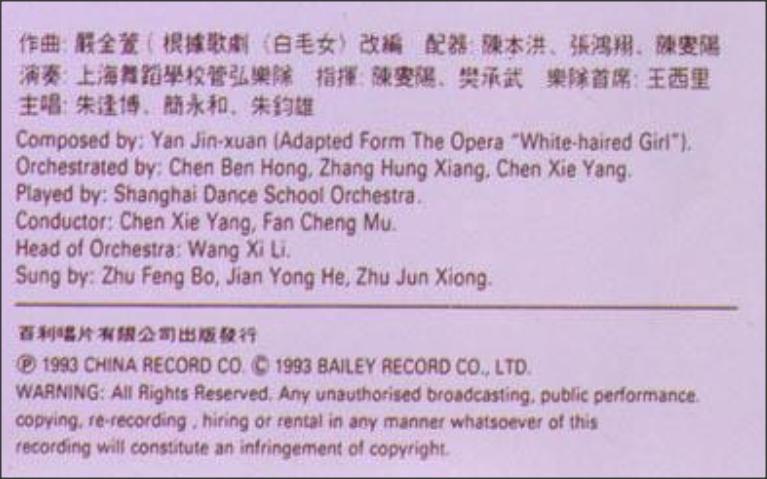 作曲: 嚴金萱 ( 根據歌劇〈白毛女〉改編 配器: 陳本洪、張鴻翔、陳燮陽
演奏: 上海舞蹈學校管弘樂隊 指揮: 陳燮陽、樊承武 樂隊首席: 王西里
主唱: 朱逢博、簡永和、朱鈞雄
Composed by: Yan Jin-xuan (Adapted Form The Opera “White-haired Girl”).
Orchestrated by: Chen Ben Hong, Zhang Hung Xiang, Chen Xie Yang.
Played by: Shanghai Dance School Orchestra.
Conductor: Chen Xie Yang, Fan Cheng Mu.
Head of Orchestra: Wang Xi Li.
Sung by: Zhu Feng Bo, Jian Yong He, Zhu Jun Xiong.
百利唱片有限公司出版發行
Ⓟ 1993 CHINA RECORD CO. © 1993 BAILEY RECORD CO., LTD.
WARNING: All Rights Reserved. Any unauthorised broadcasting, public performance.
copying, re-recording , hiring or rental in any manner whatsoever of this
recording will constitute an infringement of copyright.